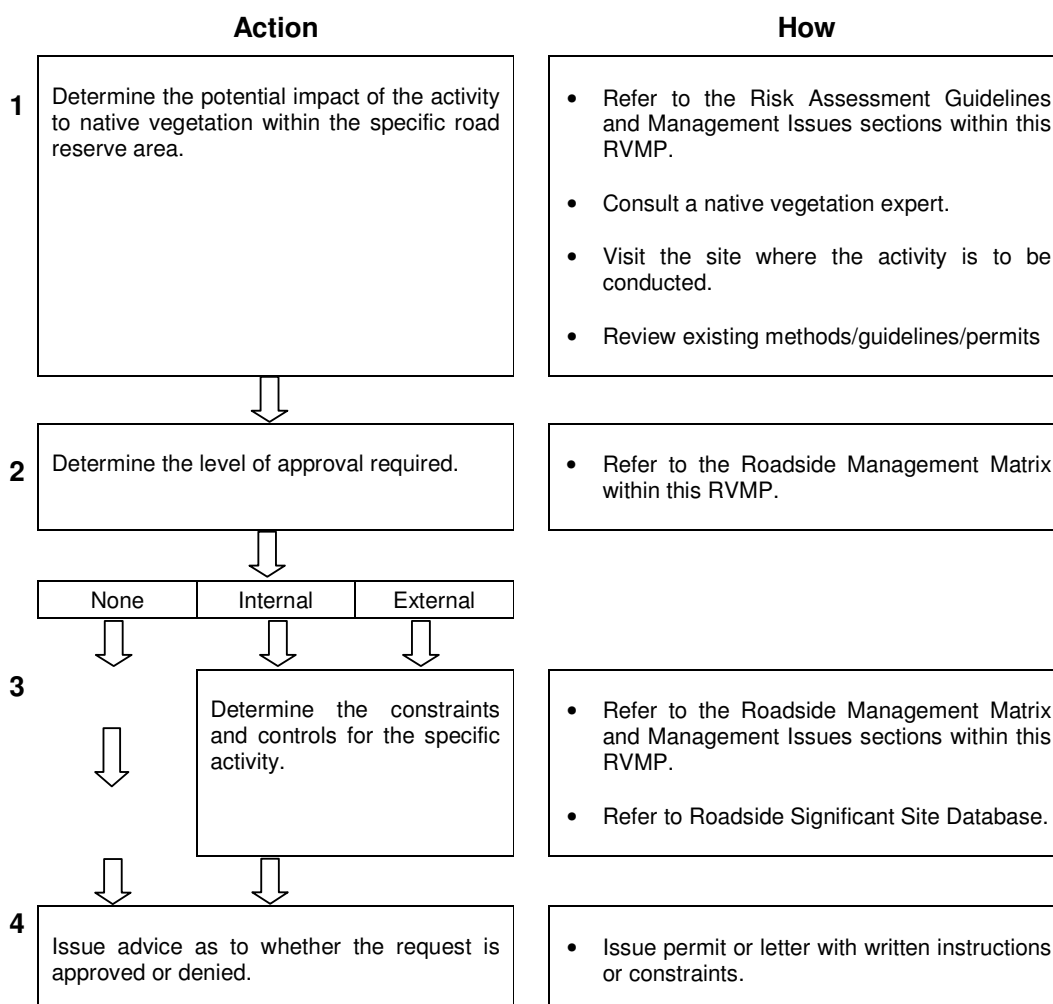 Action
How
1
Determine the potential impact of the activity
to native vegetation within the specific road
reserve area.
• Refer to the Risk Assessment Guidelines
and Management Issues sections within this
RVMP.
• Consult a native vegetation expert.
• Visit the site where the activity is to be
conducted.
• Review existing methods/guidelines/permits
2
Determine the level of approval required.
• Refer to the Roadside Management Matrix
within this RVMP.
None
Internal
External
3
Determine the constraints
and controls for the specific
activity.
• Refer to the Roadside Management Matrix
and Management Issues sections within this
RVMP.
• Refer to Roadside Significant Site Database.
4
Issue advice as to whether the request is
approved or denied.
• Issue permit or letter with written instructions
or constraints.